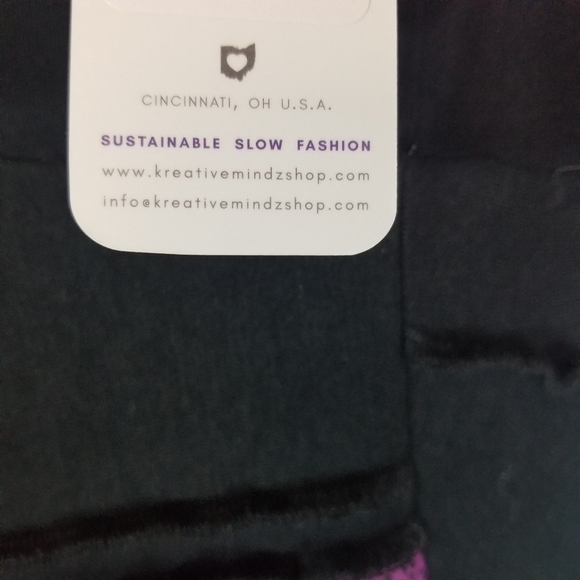 CINCINNATI, OH U.S.A.
SUSTAINABLE SLOW FASHION
www.kreativemindzshop.com
info@kreativemindzshop.com